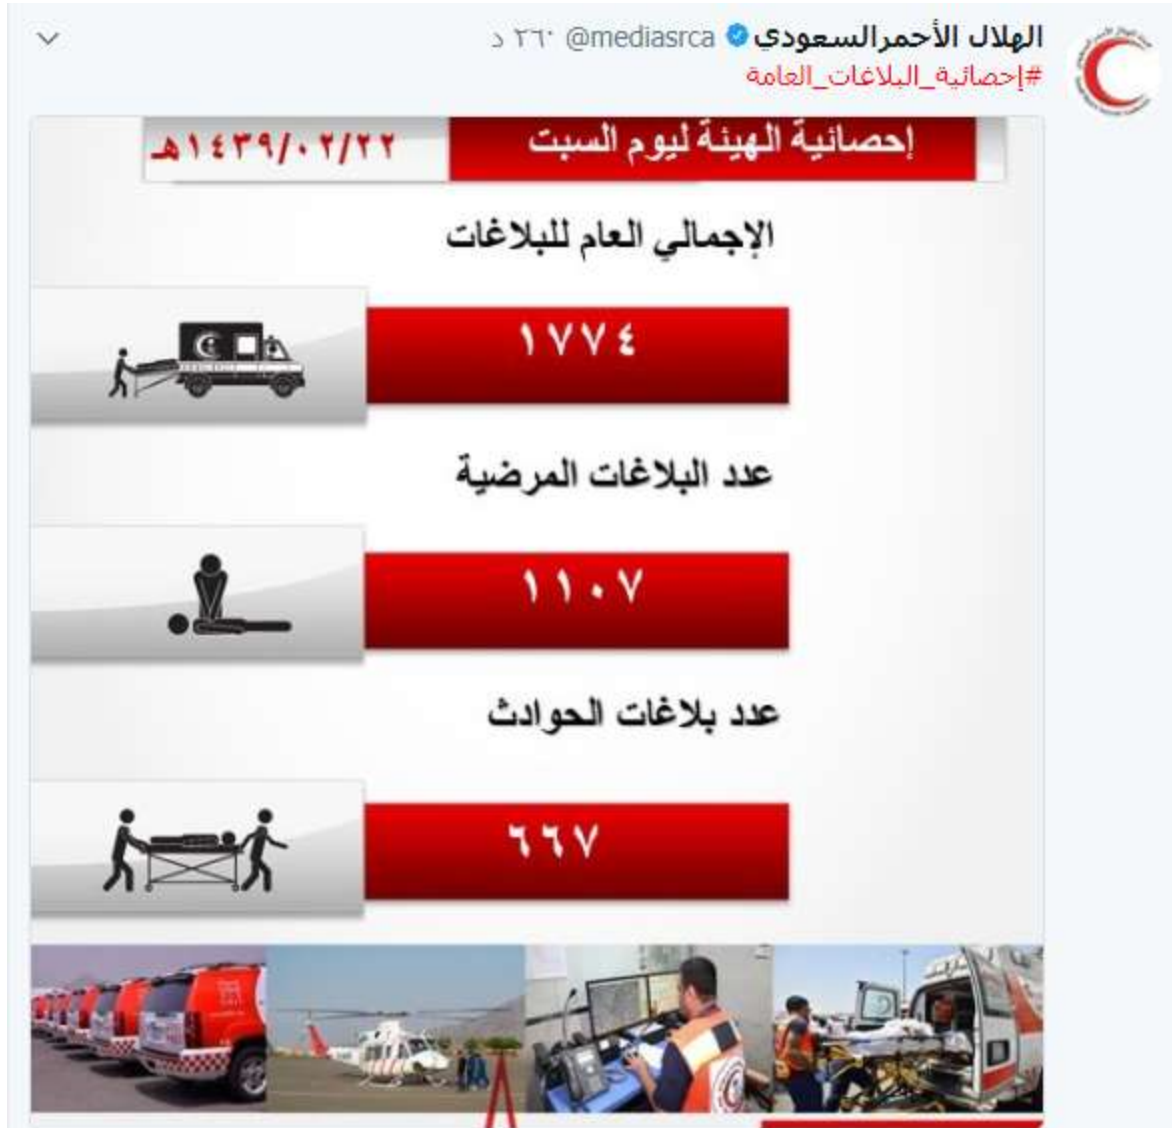 الهلال الأحمرالسعودي @mediasrca · ٢٦ د
#إحصائية_البلاغات_العامة
إحصائية الهيئة ليوم السبت ١٤٣٩/٠٢/٢٢هـ
الإجمالي العام للبلاغات
١٧٧٤
عدد البلاغات المرضية
١١٠٧
عدد بلاغات الحوادث
٦٦٧